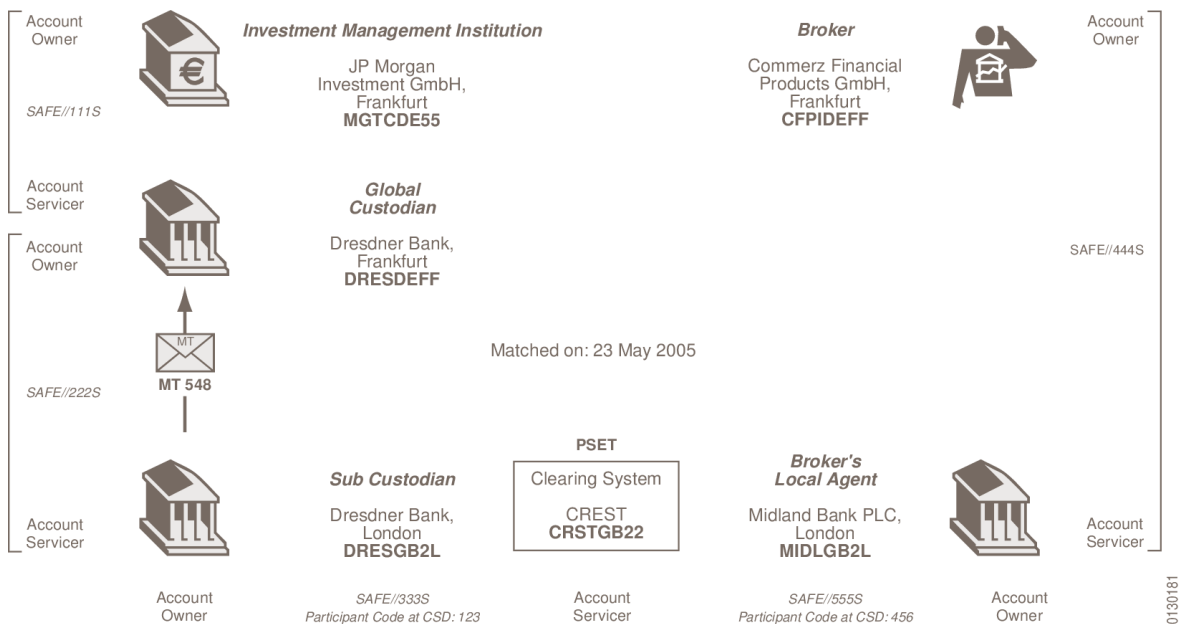 Account
Owner
Investment Management Institution
Broker
Account
Owner
JP Morgan
Investment GmbH,
Frankfurt
MGTCDE55
Commerz Financial
Products GmbH,
Frankfurt
CFPIDEFF
€
SAFE//111S
Account
Servicer
Global
Custodian
Account
Owner
Dresdner Bank,
Frankfurt
DRESDEFF
SAFE//444S
MT
MT 548
Matched on: 23 May 2005
SAFE//222S
PSET
Sub Custodian
Clearing System
Broker's
Local Agent
Account
Servicer
Dresdner Bank,
London
DRESGB2L
CREST
CRSTGB22
Midland Bank PLC,
London
MIDLGB2L
Account
Servicer
Account
Owner
SAFE//333S
Participant Code at CSD: 123
Account
Servicer
SAFE//555S
Participant Code at CSD: 456
Account
Owner
0130181